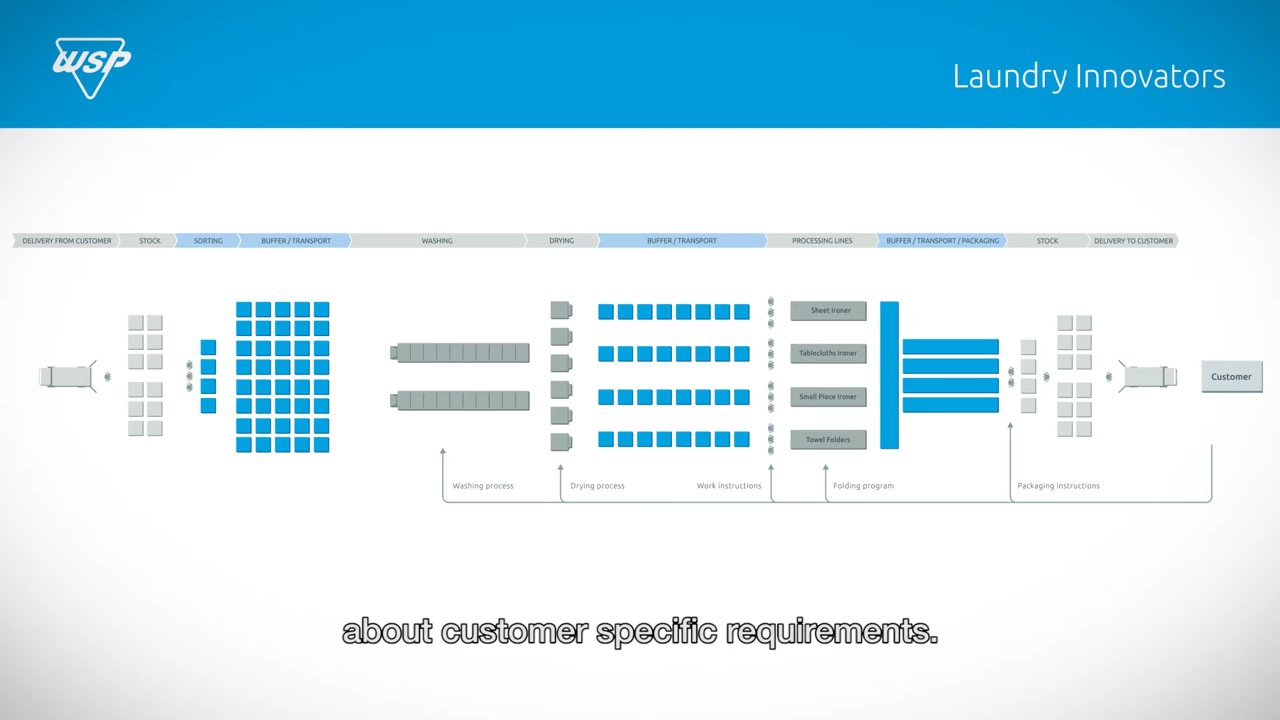 WSP
Laundry Innovators
DELIVERY FROM CUSTOMER
STOCK
SORTING
BUFFER / TRANSPORT
WASHING
DRYING
BUFFER / TRANSPORT
PROCESSING LINES
BUFFER / TRANSPORT / PACKAGING
STOCK
DELIVERY TO CUSTOMER
Sheet Ironer
Tablecloths Ironer
Small Piece Ironer
Towel Folders
Customer
Washing process
Drying process
Work instructions
Folding program
Packaging instructions
about customer specific requirements.